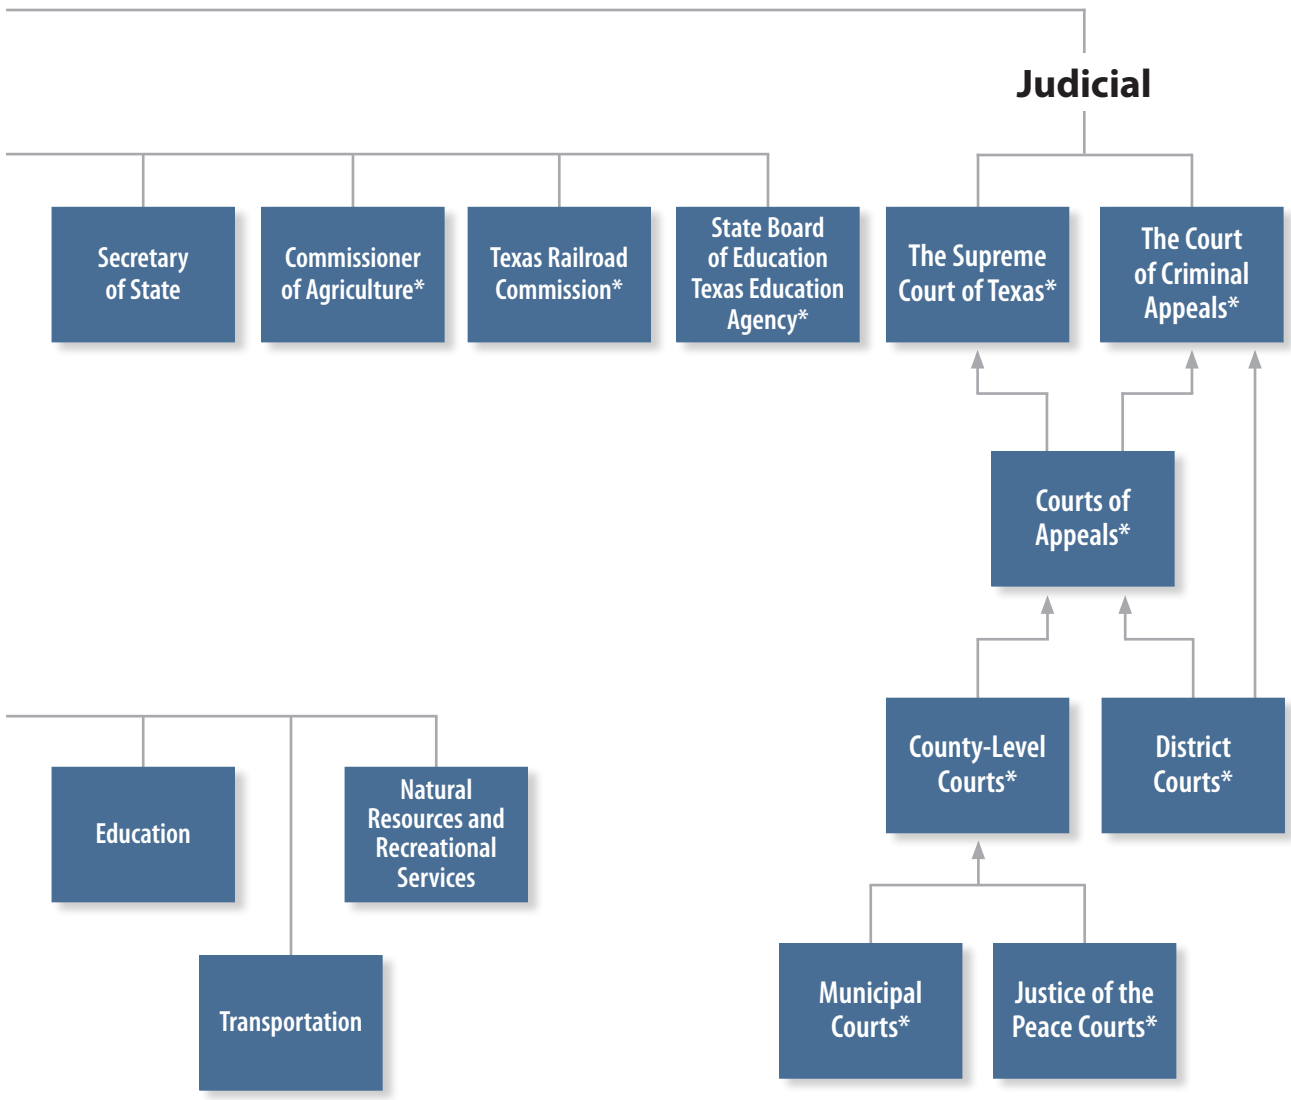 Judicial
Secretary
of State
Commissioner
of Agriculture*
Texas Railroad
Commission*
State Board
of Education
Texas Education
Agency*
The Supreme
Court of Texas*
The Court
of Criminal
Appeals*
Courts of
Appeals*
County-Level
Courts*
District
Courts*
Education
Natural
Resources and
Recreational
Services
Transportation
Municipal
Courts*
Justice of the
Peace Courts*